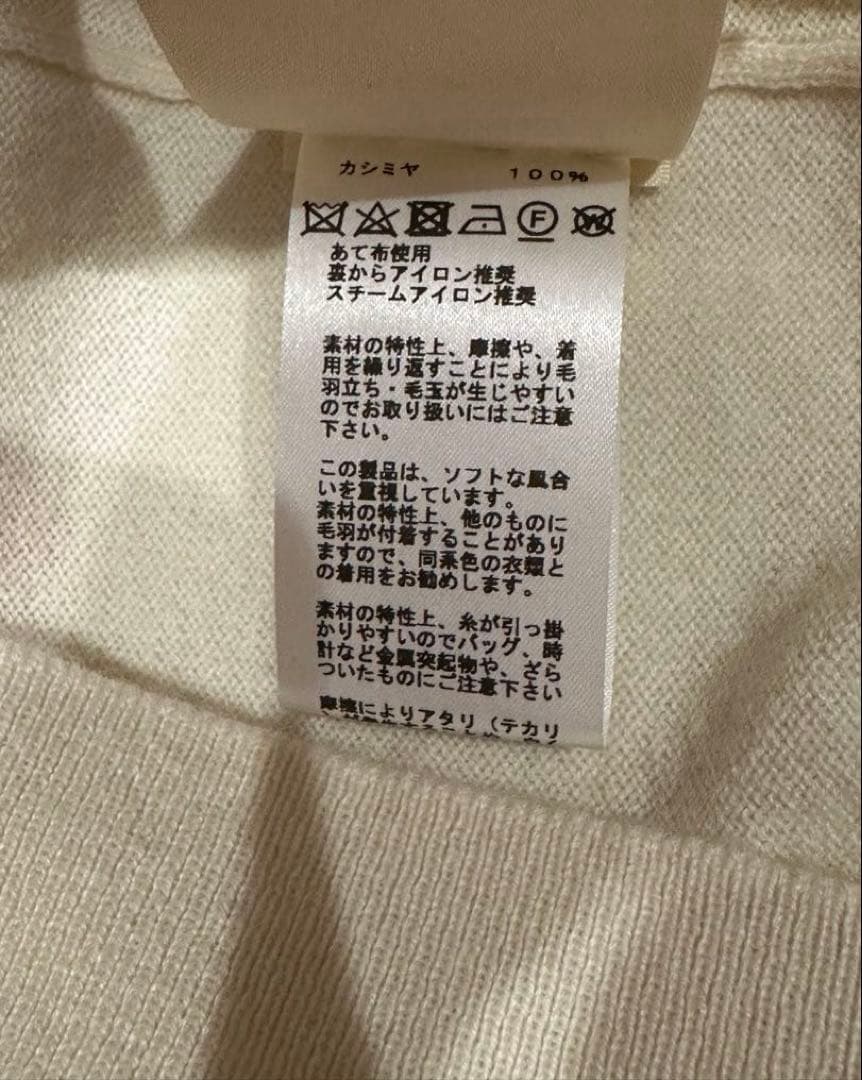 カシミヤ 100%
F W
あて布使用
裏からアイロン推奨
スチームアイロン推奨
素材の特性上、摩擦や、着
用を繰り返すことにより毛
羽立ち・毛玉が生じやすい
のでお取り扱いにはご注意
下さい。
この製品は、ソフトな風合
いを重視しています。
素材の特性上、他のものに
毛羽が付着することがあり
ますので、同系色の衣類と
の着用をお勧めします。
素材の特性上、糸が引っ掛
かりやすいのでバッグ、時
計など金属突起物や、ざら
ついたものにご注意下さい
摩擦によりアタリ(テカリ